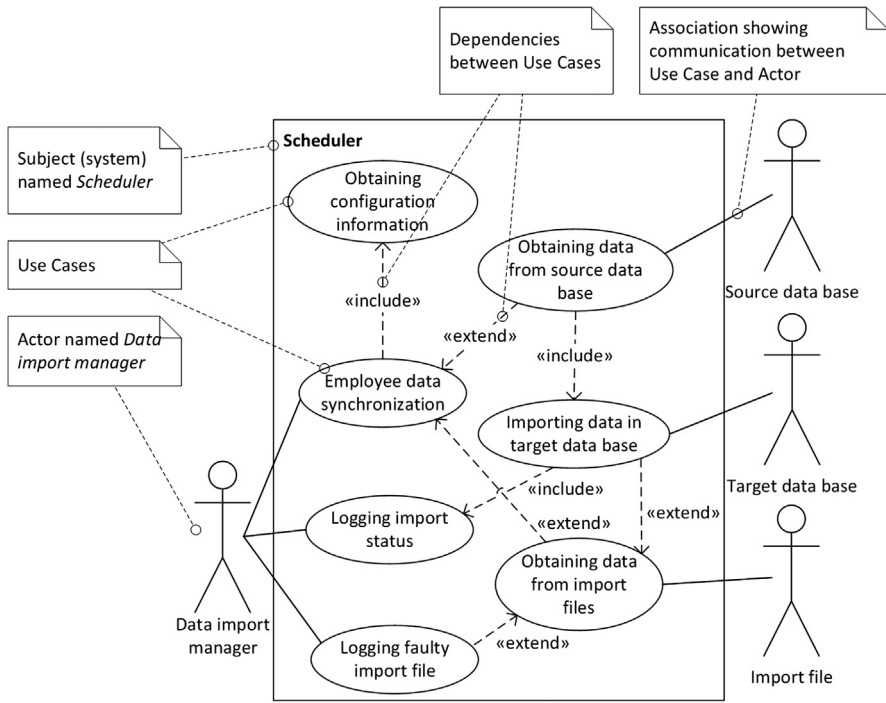 Dependencies
between Use Cases
Association showing
communication between
Use Case and Actor
Subject (system)
named Scheduler
Use Cases
Actor named Data
import manager
Scheduler
Obtaining
configuration
information
Obtaining data
from source data
base
Source data base
«include»
«extend»
«include»
Employee data
synchronization
Importing data in
target data base
Target data base
«include»
«extend»
«extend»
Logging import
status
Obtaining data
from import
files
Data import
manager
Logging faulty
import file
«extend»
Import file